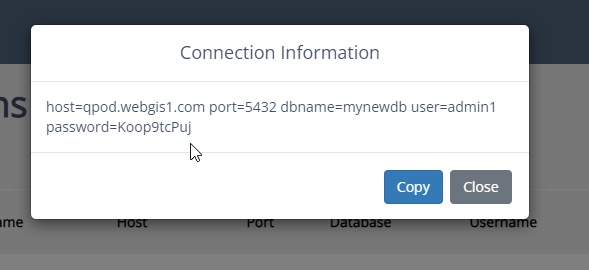 Connection Information
ns
host=qpod.webgis1.com port=5432 dbname=mynewdb user=admin1
password=Koop9tcPuj
Copy Close
ame Host Port Database Username